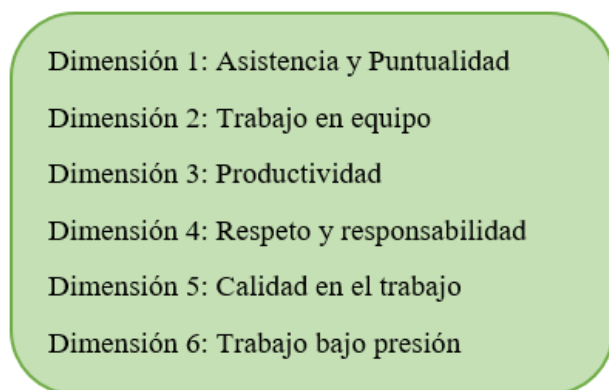 Dimensión 1: Asistencia y Puntualidad
Dimensión 2: Trabajo en equipo
Dimensión 3: Productividad
Dimensión 4: Respeto y responsabilidad
Dimensión 5: Calidad en el trabajo
Dimensión 6: Trabajo bajo presión